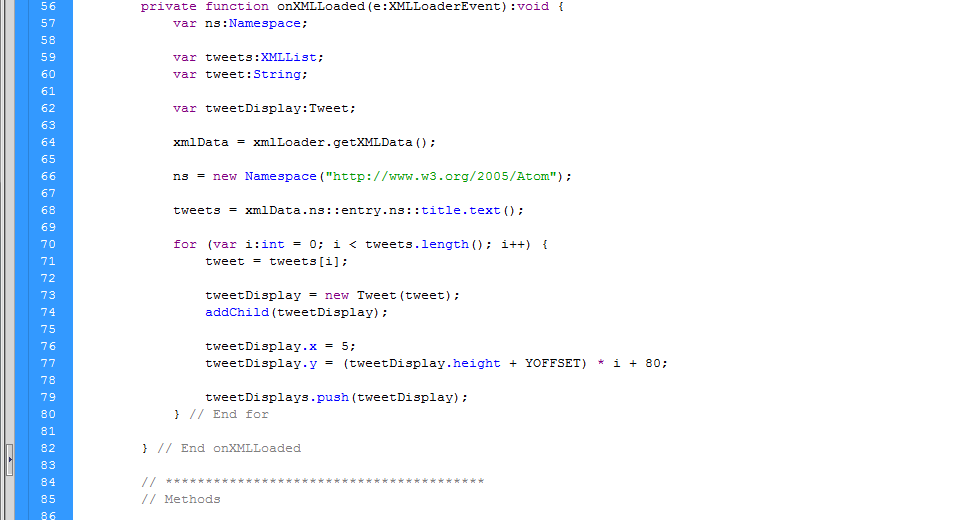 56 private function onXMLLoaded(e:XMLLoaderEvent):void {
57 var ns:Namespace;
58
59 var tweets:XMLList;
60 var tweet:String;
61
62 var tweetDisplay:Tweet;
63
64 xmlData = xmlLoader.getXMLData();
65
66 ns = new Namespace("http://www.w3.org/2005/Atom");
67
68 tweets = xmlData.ns::entry.ns::title.text();
69
70 for (var i:int = 0; i < tweets.length(); i++) {
71 tweet = tweets[i];
72
73 tweetDisplay = new Tweet(tweet);
74 addChild(tweetDisplay);
75
76 tweetDisplay.x = 5;
77 tweetDisplay.y = (tweetDisplay.height + YOFFSET) * i + 80;
78
79 tweetDisplays.push(tweetDisplay);
80 } // End for
81
82 } // End onXMLLoaded
83
84 // ****************************************
85 // Methods
86